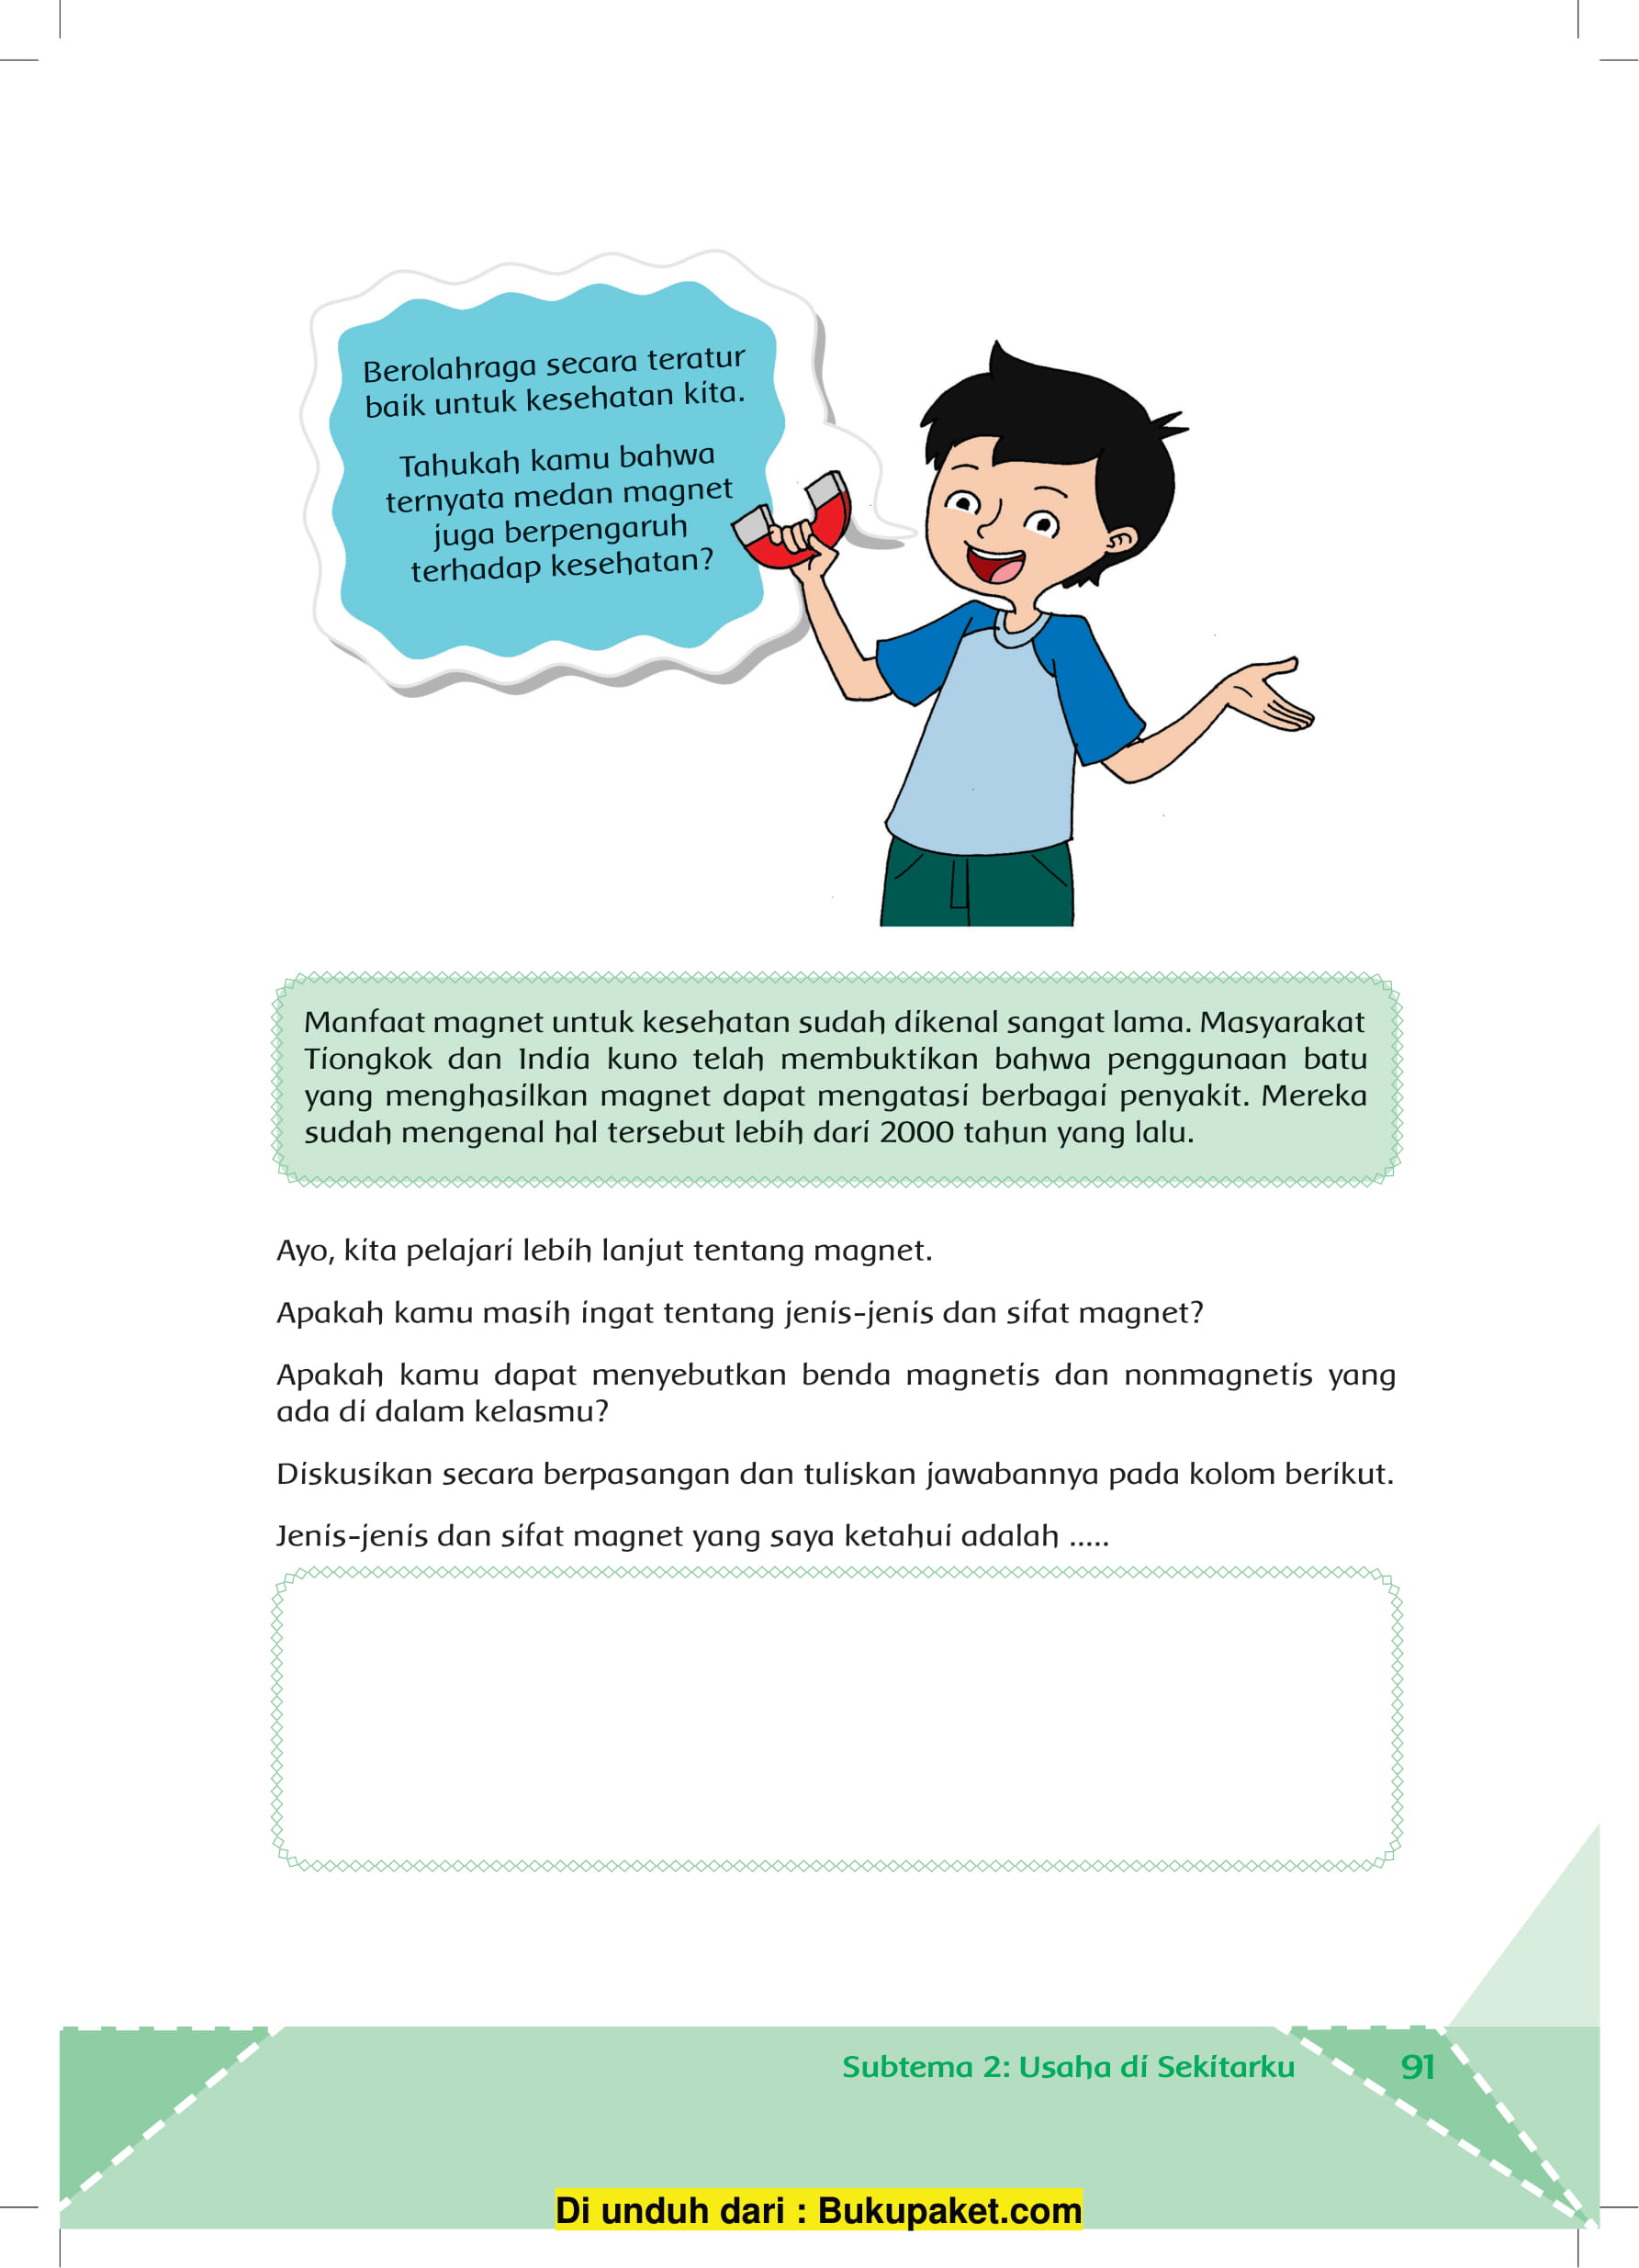 Berolahraga secara teratur
baik untuk kesehatan kita.
Tahukah kamu bahwa
ternyata medan magnet
juga berpengaruh
terhadap kesehatan?
Manfaat magnet untuk kesehatan sudah dikenal sangat lama. Masyarakat
Tiongkok dan India kuno telah membuktikan bahwa penggunaan batu
yang menghasilkan magnet dapat mengatasi berbagai penyakit. Mereka
sudah mengenal hal tersebut lebih dari 2000 tahun yang lalu.
Ayo, kita pelajari lebih lanjut tentang magnet.
Apakah kamu masih ingat tentang jenis-jenis dan sifat magnet?
Apakah kamu dapat menyebutkan benda magnetis dan nonmagnetis yang
ada di dalam kelasmu?
Diskusikan secara berpasangan dan tuliskan jawabannya pada kolom berikut.
Jenis-jenis dan sifat magnet yang saya ketahui adalah .....
Subtema 2: Usaha di Sekitarku 91
Di unduh dari : Bukupaket.com